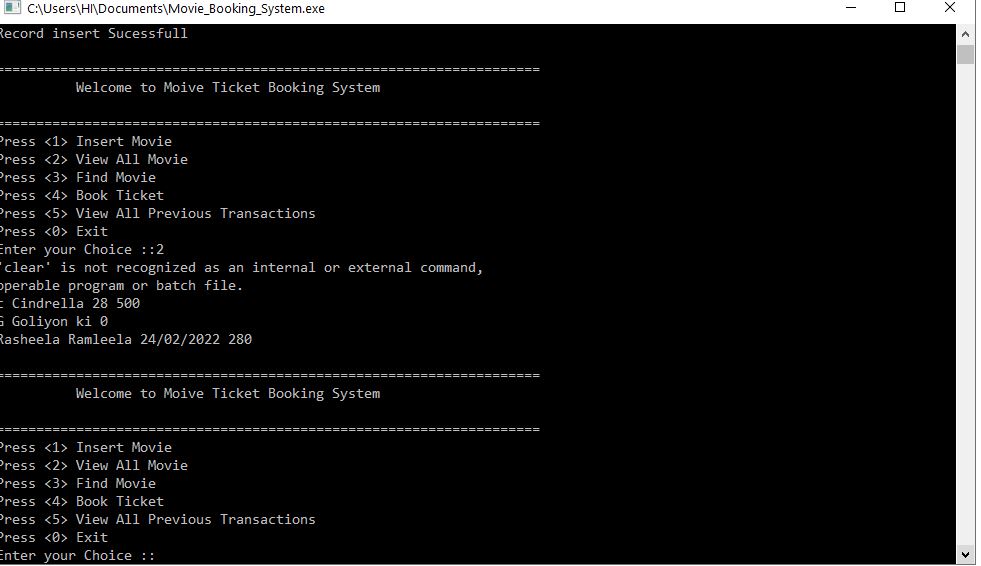 C:\Users\HI\Documents\Movie_Booking_System.exe
Record insert Sucessfull
====================================================================
Welcome to Moive Ticket Booking System
====================================================================
Press <1> Insert Movie
Press <2> View All Movie
Press <3> Find Movie
Press <4> Book Ticket
Press <5> View All Previous Transactions
Press <0> Exit
Enter your Choice ::2
'clear' is not recognized as an internal or external command,
operable program or batch file.
t Cindrella 28 500
G Goliyon ki 0
Rasheela Ramleela 24/02/2022 280
====================================================================
Welcome to Moive Ticket Booking System
====================================================================
Press <1> Insert Movie
Press <2> View All Movie
Press <3> Find Movie
Press <4> Book Ticket
Press <5> View All Previous Transactions
Press <0> Exit
Enter your Choice ::